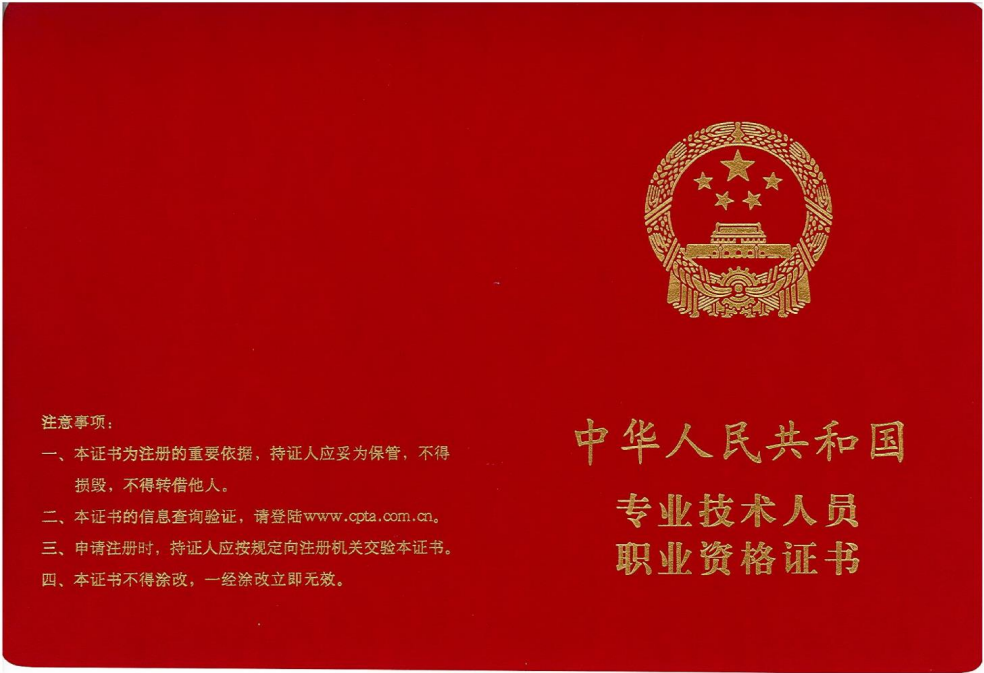 注意事项：
一、本证书为注册的重要依据，持证人应妥为保管，不得
损毁，不得转借他人。
二、本证书的信息查询验证，请登陆www.cpta.com.cn。
三、申请注册时，持证人应按规定向注册机关交验本证书。
四、本证书不得涂改，一经涂改立即无效。
中华人民共和国
专业技术人员
职业资格证书